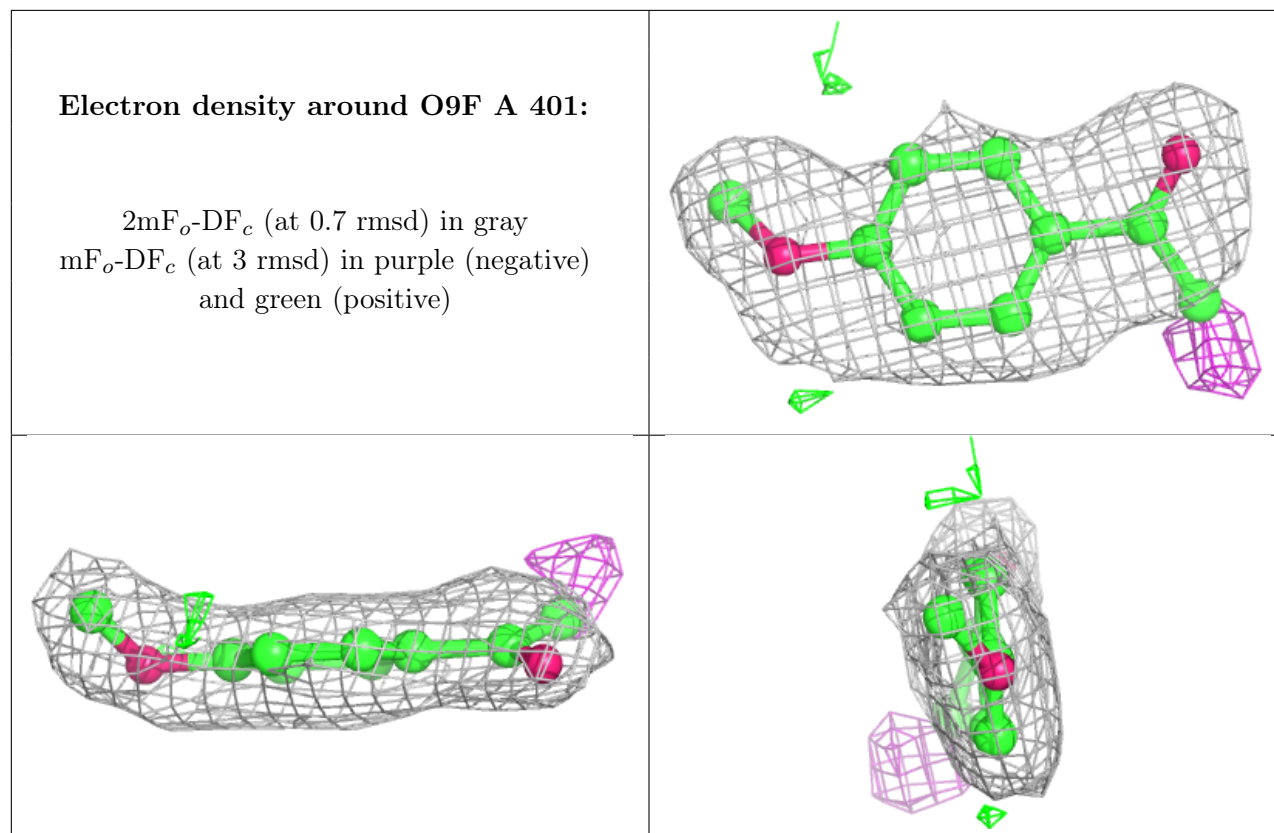 Electron density around O9F A 401:
2mFo-DFc (at 0.7 rmsd) in gray
mFo-DFc (at 3 rmsd) in purple (negative)
and green (positive)